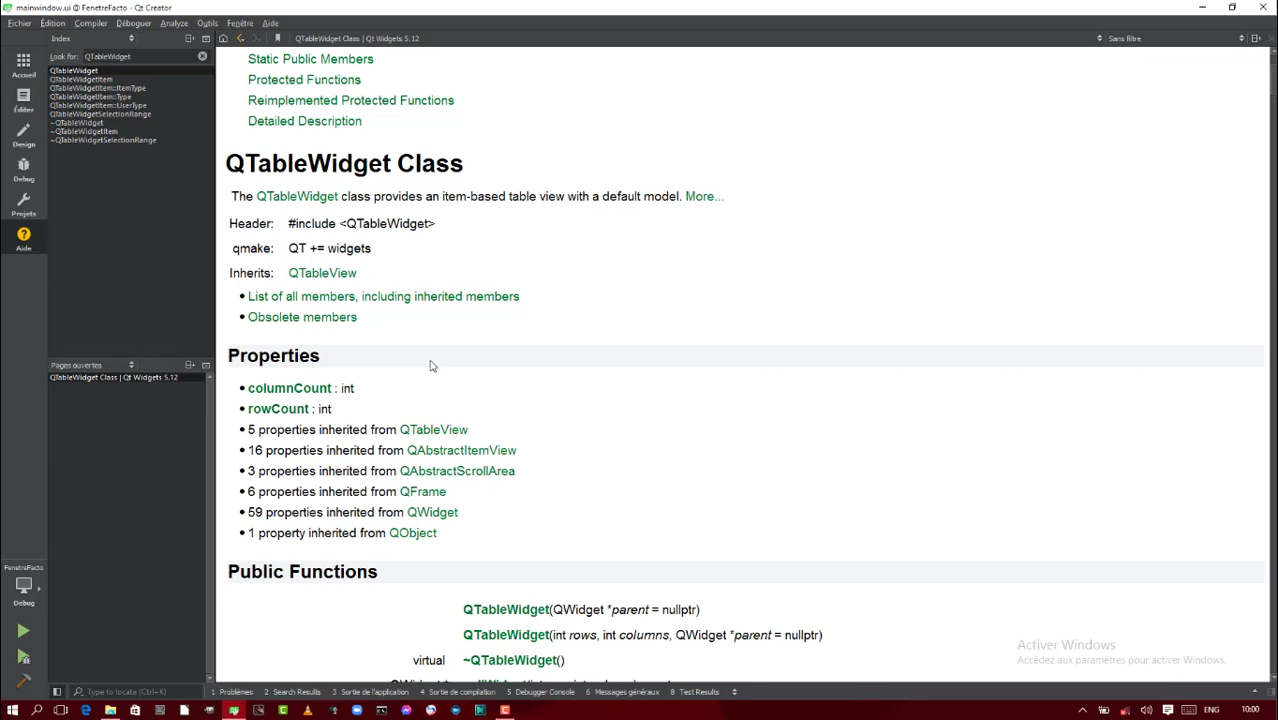 mainwindow.ui @ FenetreFacto - Qt Creator
Fichier Édition Compiler Déboguer Analyze Outils Fenêtre Aide
Index
QTableWidget Class | Qt Widgets 5.12
Sans filtre
Look for: QTableWidget
QTableWidget
QTableWidgetItem
QTableWidgetItem::ItemType
QTableWidgetItem::Type
QTableWidgetItem::UserType
QTableWidgetSelectionRange
~QTableWidget
~QTableWidgetItem
~QTableWidgetSelectionRange
Accueil
Éditer
Design
Debug
Projets
Aide
Pages ouvertes
QTableWidget Class | Qt Widgets 5.12
FenetreFacto
Debug
Static Public Members
Protected Functions
Reimplemented Protected Functions
Detailed Description
QTableWidget Class
The QTableWidget class provides an item-based table view with a default model. More...
Header: #include <QTableWidget>
qmake: QT += widgets
Inherits: QTableView
• List of all members, including inherited members
• Obsolete members
Properties
• columnCount : int
• rowCount : int
• 5 properties inherited from QTableView
• 16 properties inherited from QAbstractItemView
• 3 properties inherited from QAbstractScrollArea
• 6 properties inherited from QFrame
• 59 properties inherited from QWidget
• 1 property inherited from QObject
Public Functions
QTableWidget(QWidget *parent = nullptr)
QTableWidget(int rows, int columns, QWidget *parent = nullptr)
virtual ~QTableWidget()
Activer Windows
Accédez aux paramètres pour activer Windows.
Type to locate (Ctrl+K)
1 Problèmes 2 Search Results 3 Sortie de l'application 4 Sortie de compilation 5 Debugger Console 6 Messages généraux 8 Test Results
ENG 10:00